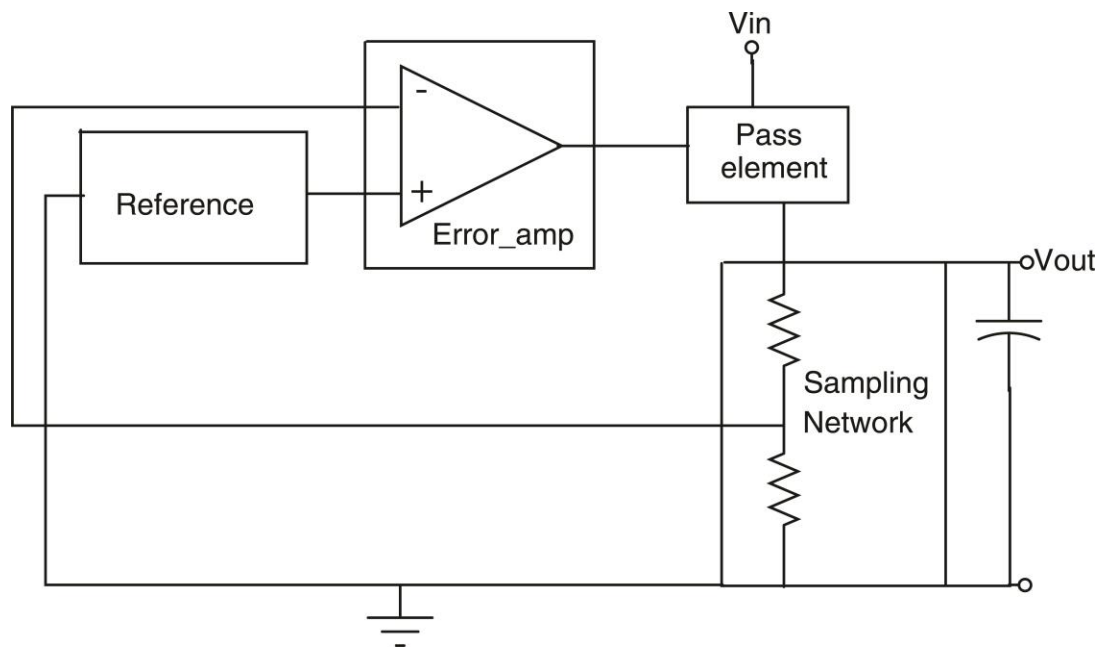 Vin
-
Pass
element
Reference
+
Error_amp
Vout
Sampling
Network